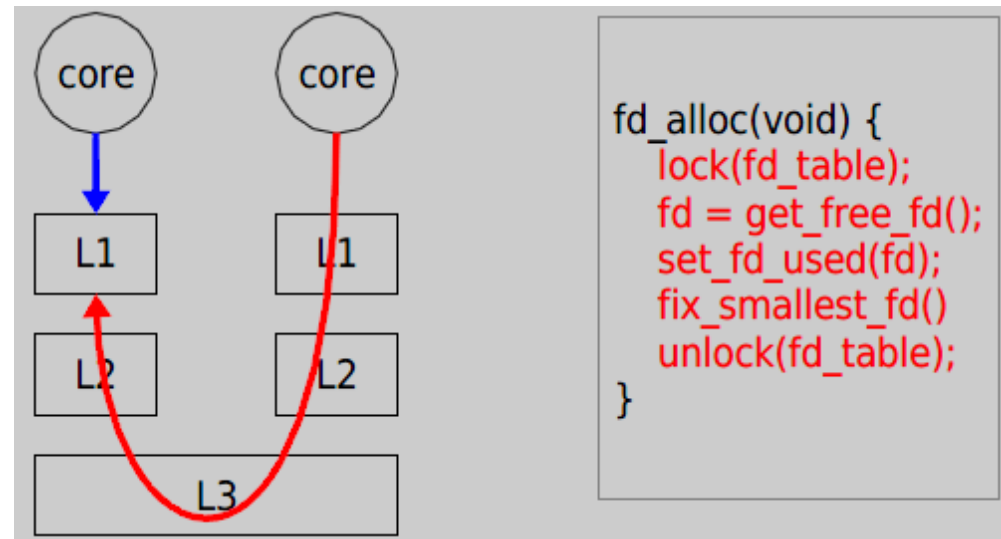 core
core
L1
L1
L2
L2
L3
fd_alloc(void) {
lock(fd_table);
fd = get_free_fd();
set_fd_used(fd);
fix_smallest_fd()
unlock(fd_table);
}